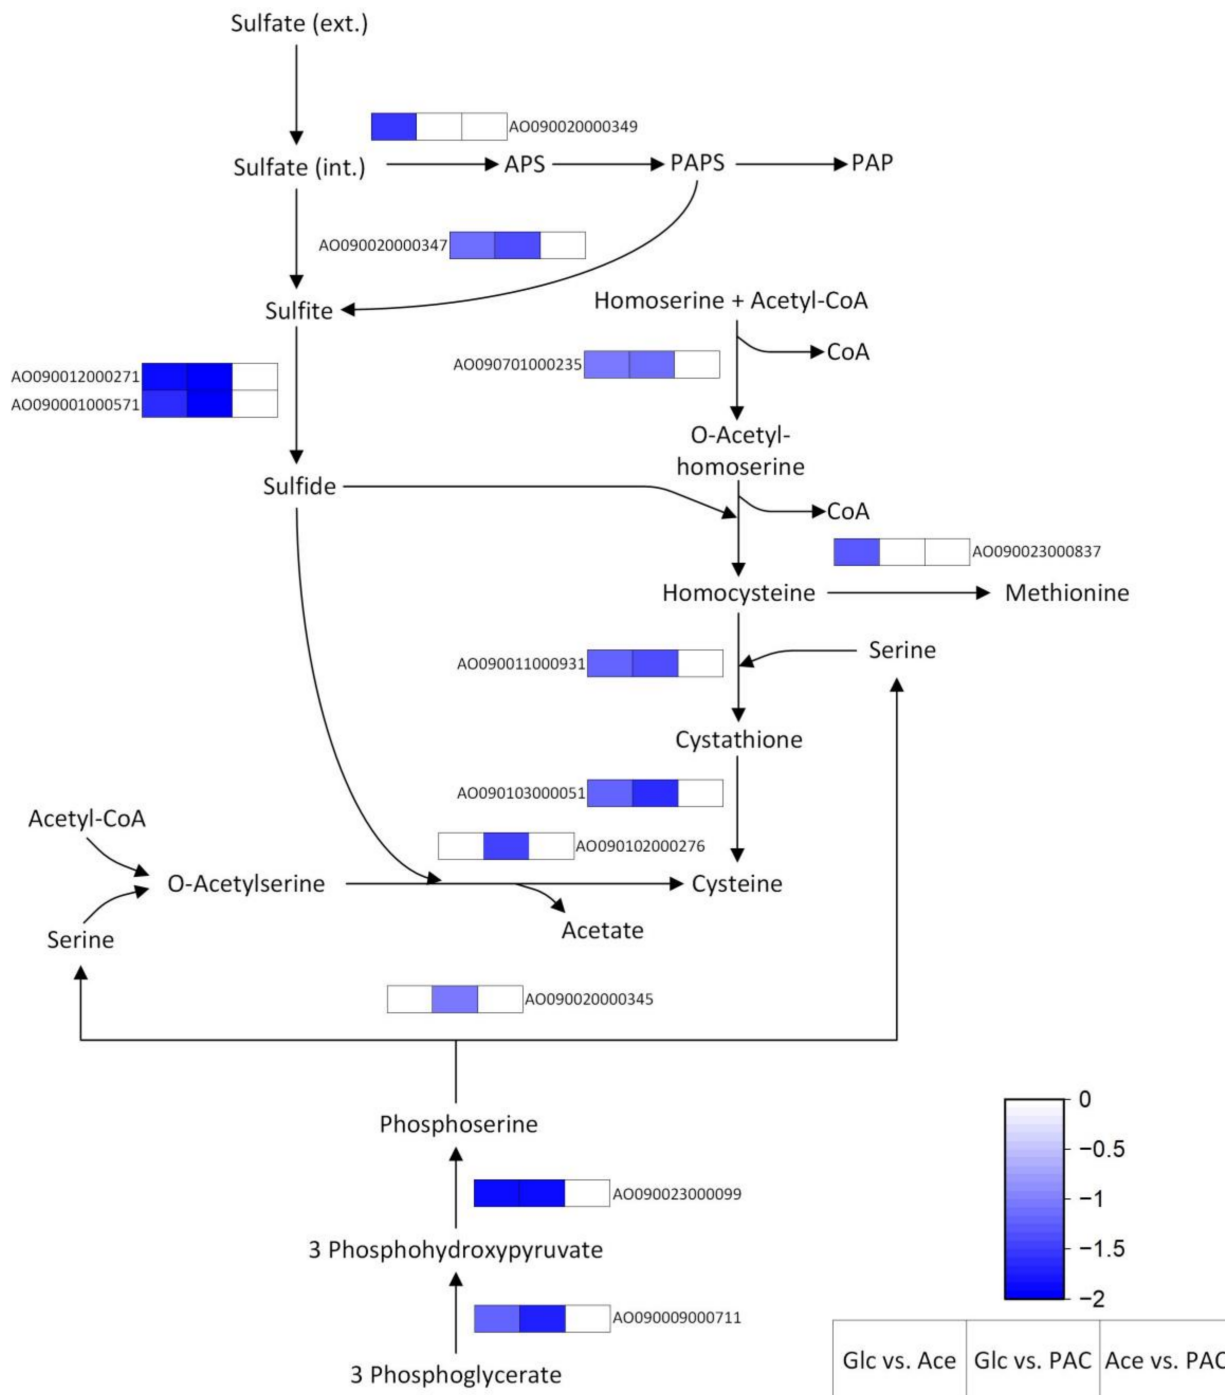 Sulfate (ext.)
AO090020000349
Sulfate (int.)
APS
PAPS
PAP
AO090020000347
Sulfite
Homoserine + Acetyl-CoA
CoA
AO090701000235
AO090012000271
AO090001000571
O-Acetyl-
homoserine
Sulfide
CoA
AO090023000837
Homocysteine
Methionine
Serine
AO090011000931
Cystathione
AO090103000051
Acetyl-CoA
AO090102000276
O-Acetylserine
Cysteine
Acetate
Serine
AO090020000345
Phosphoserine
0
−0.5
−1
−1.5
−2
AO090023000099
3 Phosphohydroxypyruvate
AO090009000711
3 Phosphoglycerate
Glc vs. Ace
Glc vs. PAC
Ace vs. PAC